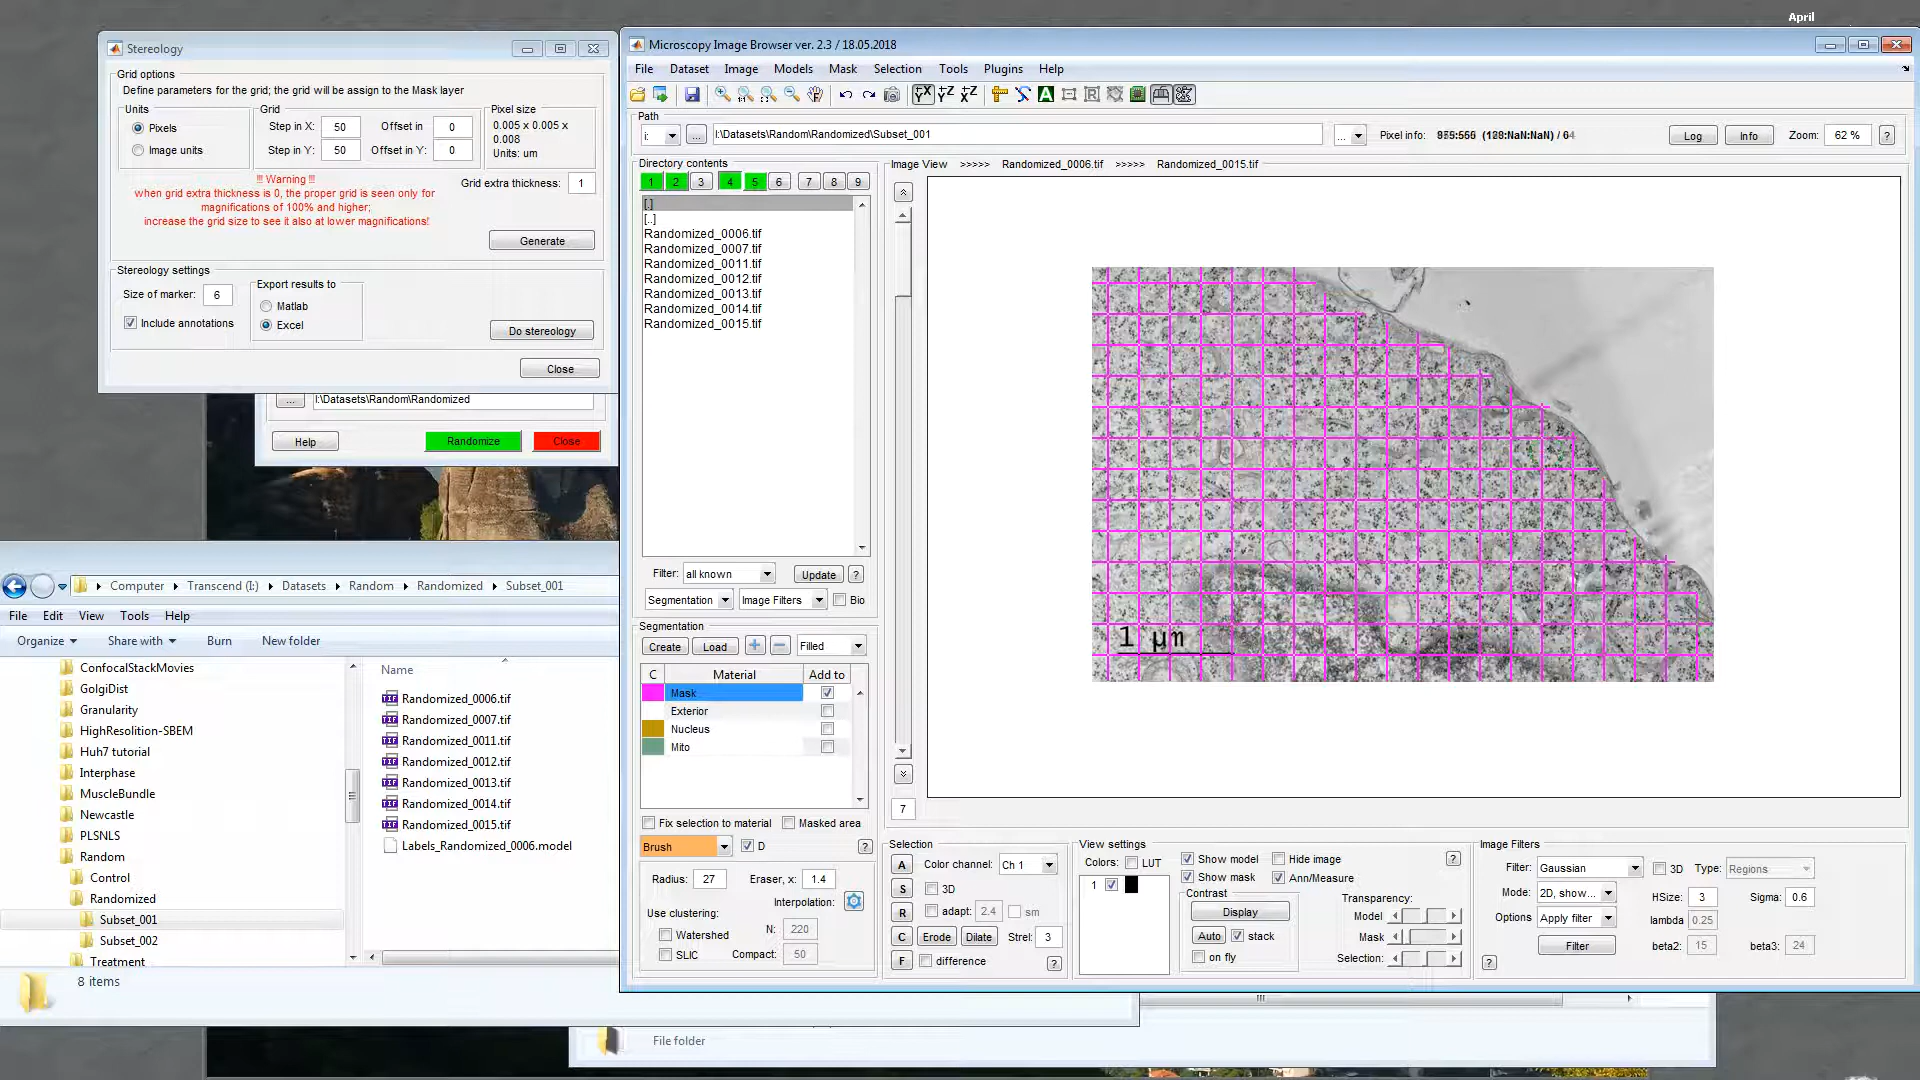 April
Stereology
Grid options
Define parameters for the grid; the grid will be assign to the Mask layer
Units
Pixels
Image units
Grid
Step in X: 50 Offset in 0
Step in Y: 50 Offset in Y: 0
Pixel size
0.005 x 0.005 x
0.008
Units: um
!!! Warning !!!
when grid extra thickness is 0, the proper grid is seen only for
magnifications of 100% and higher;
increase the grid size to see it also at lower magnifications!
Grid extra thickness: 1
Generate
Stereology settings
Size of marker: 6
Include annotations
Export results to
Matlab
Excel
Do stereology
Close
... I:\Datasets\Random\Randomized
Help Randomize Close
Computer Transcend (I:) Datasets Random Randomized Subset_001
File Edit View Tools Help
Organize Share with Burn New folder
ConfocalStackMovies
GolgiDist
Granularity
HighResolition-SBEM
Huh7 tutorial
Interphase
MuscleBundle
Newcastle
PLSNLS
Random
Control
Randomized
Subset_001
Subset_002
Treatment
Name
Randomized_0006.tif
Randomized_0007.tif
Randomized_0011.tif
Randomized_0012.tif
Randomized_0013.tif
Randomized_0014.tif
Randomized_0015.tif
Labels_Randomized_0006.model
8 items
File folder
Microscopy Image Browser ver. 2.3 / 18.05.2018
File Dataset Image Models Mask Selection Tools Plugins Help
Path
i: ... I:\Datasets\Random\Randomized\Subset_001 ... Pixel info: Log Info Zoom: 62 % ?
Directory contents
1 2 3 4 5 6 7 8 9
[.]
[..]
Randomized_0006.tif
Randomized_0007.tif
Randomized_0011.tif
Randomized_0012.tif
Randomized_0013.tif
Randomized_0014.tif
Randomized_0015.tif
Filter: all known Update ?
Segmentation Image Filters Bio
Segmentation
Create Load + - Filled
C Material Add to
Mask
Exterior
Nucleus
Mito
Fix selection to material Masked area
Brush D ?
Radius: 27 Eraser, x: 1.4
Interpolation:
Use clustering:
Watershed N: 220
SLIC Compact: 50
Image View >>>>> Randomized_0006.tif >>>>> Randomized_0015.tif
1 µm
7
Selection
A Color channel: Ch 1
S 3D
R adapt: 2.4 sm
C Erode Dilate Strel: 3
F difference ?
View settings
Colors: LUT Show model Hide image ?
Show mask Ann/Measure
1
Contrast
Display
Auto stack
on fly
Transparency:
Model
Mask
Selection:
Image Filters
Filter: Gaussian 3D Type: Regions
Mode: 2D, show... HSize: 3 Sigma: 0.6
Options Apply filter lambda 0.25
Filter beta2: 15 beta3: 24
?